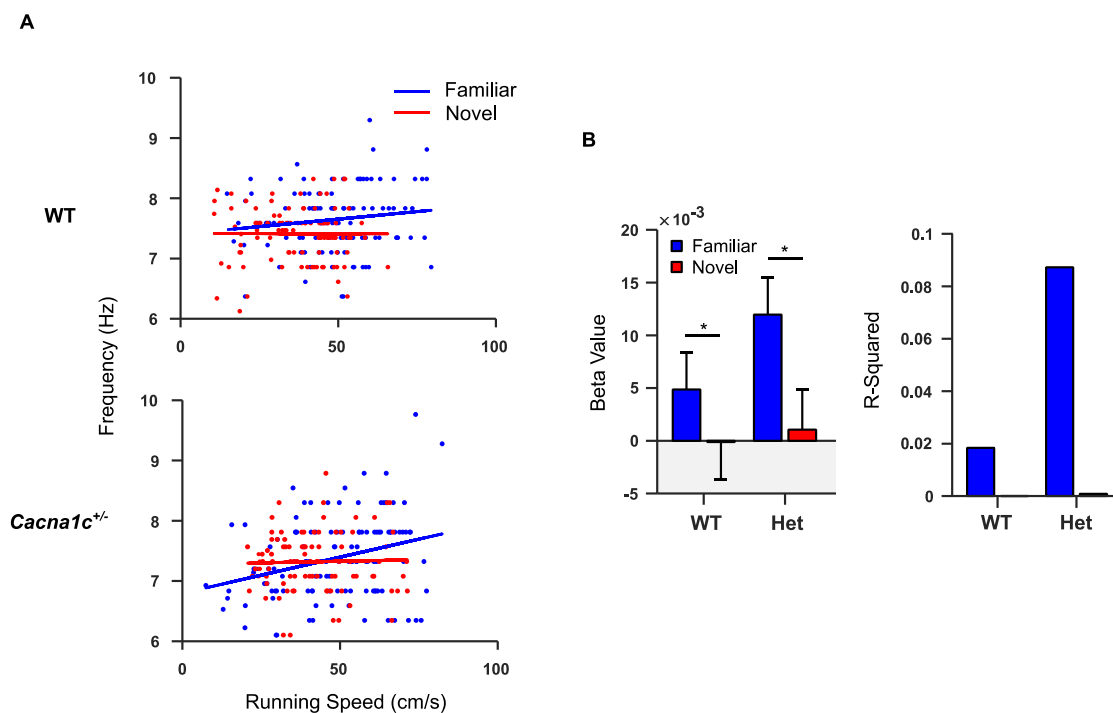 A
WT
Familiar
Novel
10
9
8
7
6
0
50
100
Frequency (Hz)
Cacna1c+/-
10
9
8
7
6
0
50
100
Running Speed (cm/s)
B
×10-3
20
15
10
5
0
-5
Familiar
Novel
*
*
Beta Value
WT
Het
0.1
0.08
0.06
0.04
0.02
0
R-Squared
WT
Het